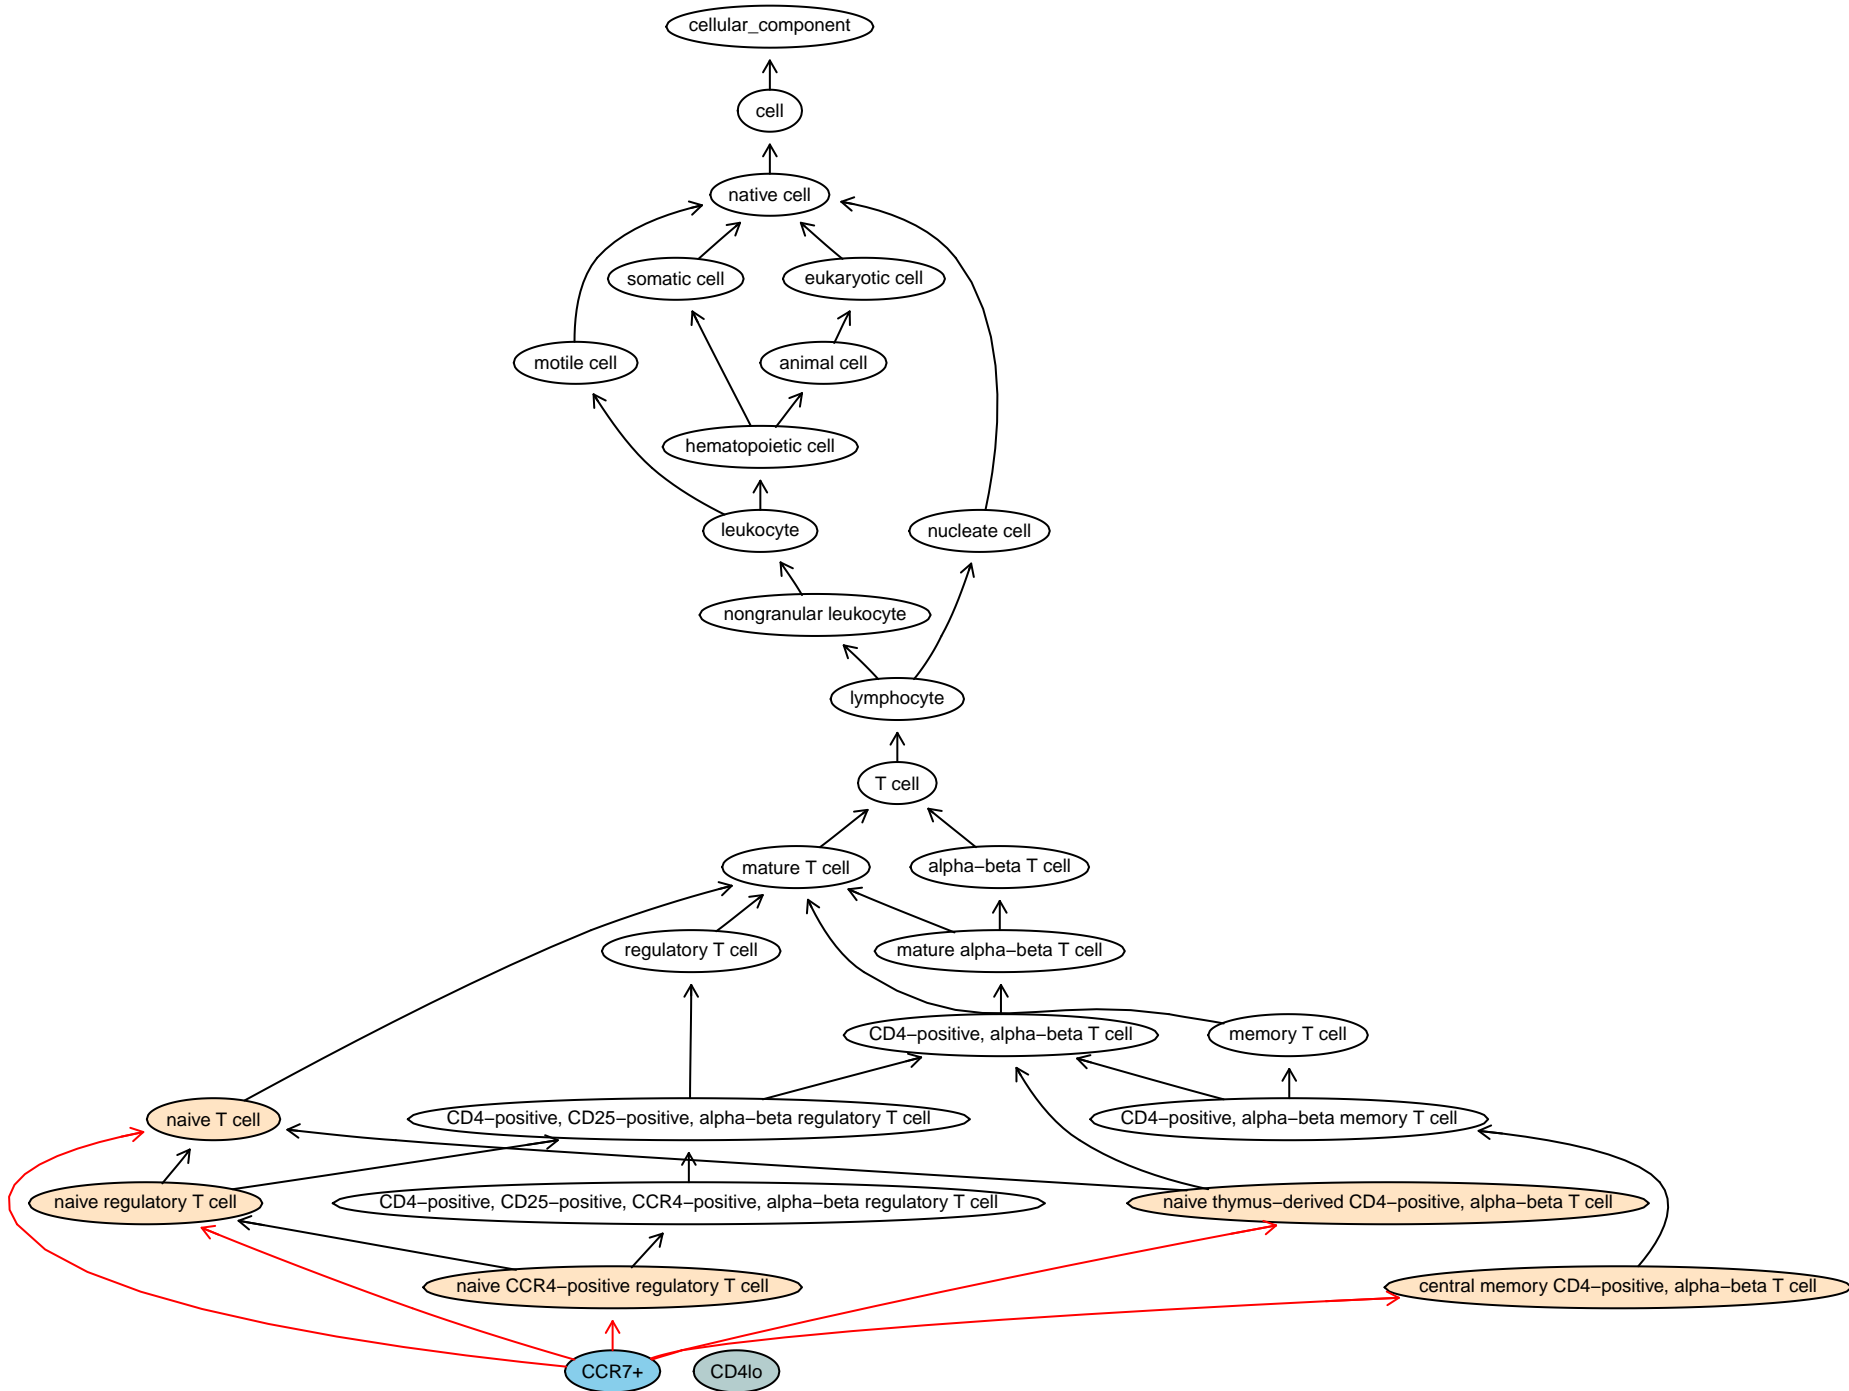 cellular_component
cell
native cell
somatic cell
eukaryotic cell
motile cell
animal cell
hematopoietic cell
leukocyte
nucleate cell
nongranular leukocyte
lymphocyte
T cell
mature T cell
alpha−beta T cell
regulatory T cell
mature alpha−beta T cell
CD4−positive, alpha−beta T cell
memory T cell
naive T cell
CD4−positive, CD25−positive, alpha−beta regulatory T cell
CD4−positive, alpha−beta memory T cell
naive regulatory T cell
CD4−positive, CD25−positive, CCR4−positive, alpha−beta regulatory T cell
naive thymus−derived CD4−positive, alpha−beta T cell
naive CCR4−positive regulatory T cell
central memory CD4−positive, alpha−beta T cell
CCR7+
CD4lo